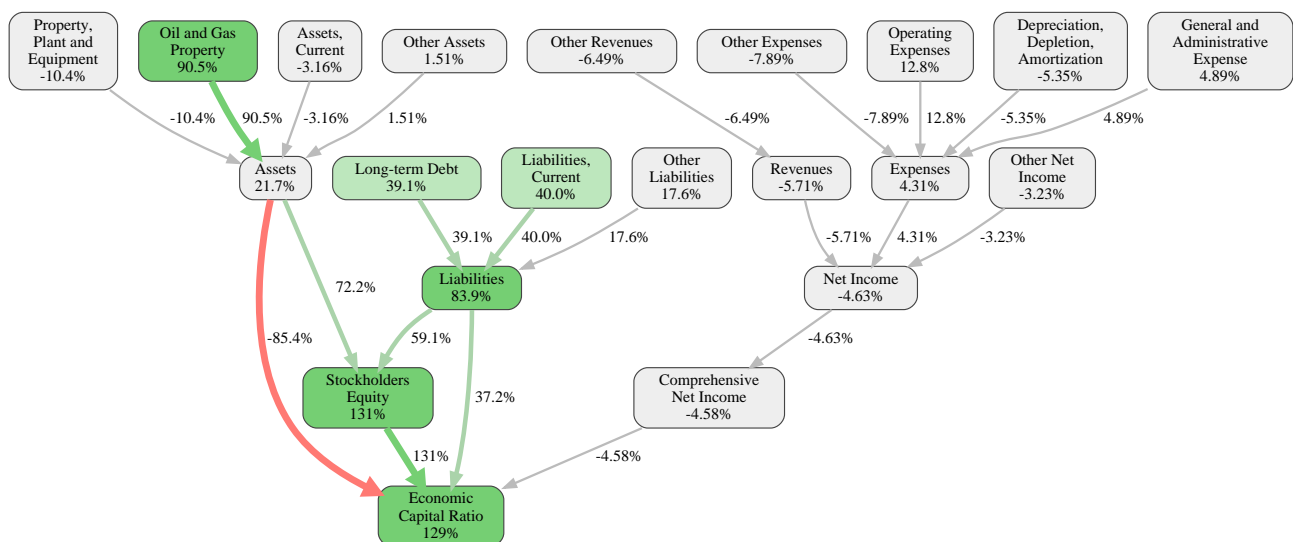 Property,
Plant and
Equipment
-10.4%
Oil and Gas
Property
90.5%
Assets,
Current
-3.16%
Other Assets
1.51%
Other Revenues
-6.49%
Other Expenses
-7.89%
Operating
Expenses
12.8%
Depreciation,
Depletion,
Amortization
-5.35%
General and
Administrative
Expense
4.89%
-10.4%
90.5%
-3.16%
1.51%
-6.49%
-7.89%
12.8%
-5.35%
4.89%
Assets
21.7%
Long-term Debt
39.1%
Liabilities,
Current
40.0%
Other
Liabilities
17.6%
Revenues
-5.71%
Expenses
4.31%
Other Net
Income
-3.23%
39.1%
40.0%
17.6%
-5.71%
4.31%
-3.23%
72.2%
Liabilities
83.9%
Net Income
-4.63%
-85.4%
59.1%
-4.63%
Stockholders
Equity
131%
37.2%
Comprehensive
Net Income
-4.58%
131%
-4.58%
Economic
Capital Ratio
129%